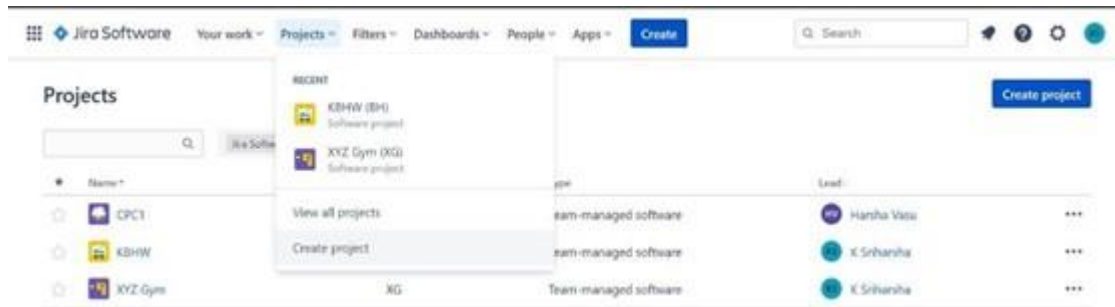 Jira Software Your work Projects Filters Dashboards People Apps Create Search
RECENT
Projects
Create project
KBHW (BH)
Software project
XYZ Gym (XG)
Software project
Name
Lead
CPC1
View all projects
eam-managed software
Harsha Vasu
KBHW
Create project
eam-managed software
K Sriharsha
XYZ Gym XG Team-managed software K Sriharsha